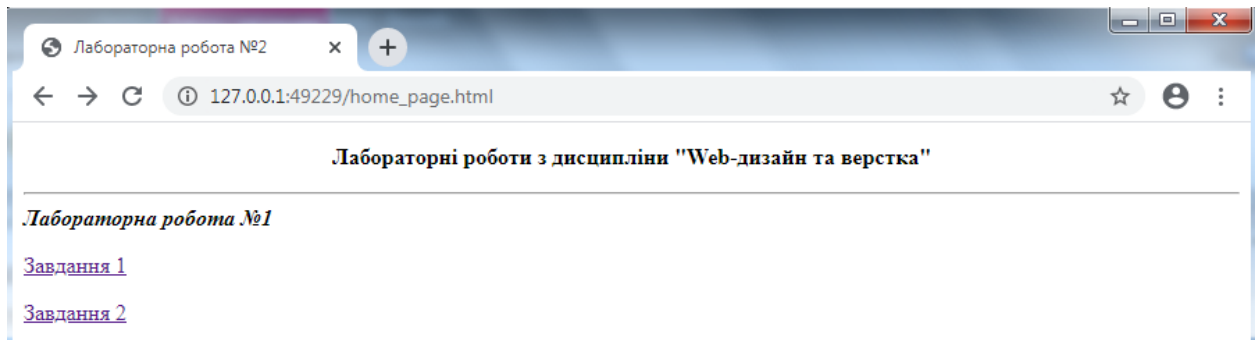 Лабораторна робота №2
127.0.0.1:49229/home_page.html
Лабораторні роботи з дисципліни "Web-дизайн та верстка"
Лабораторна робота №1
Завдання 1
Завдання 2